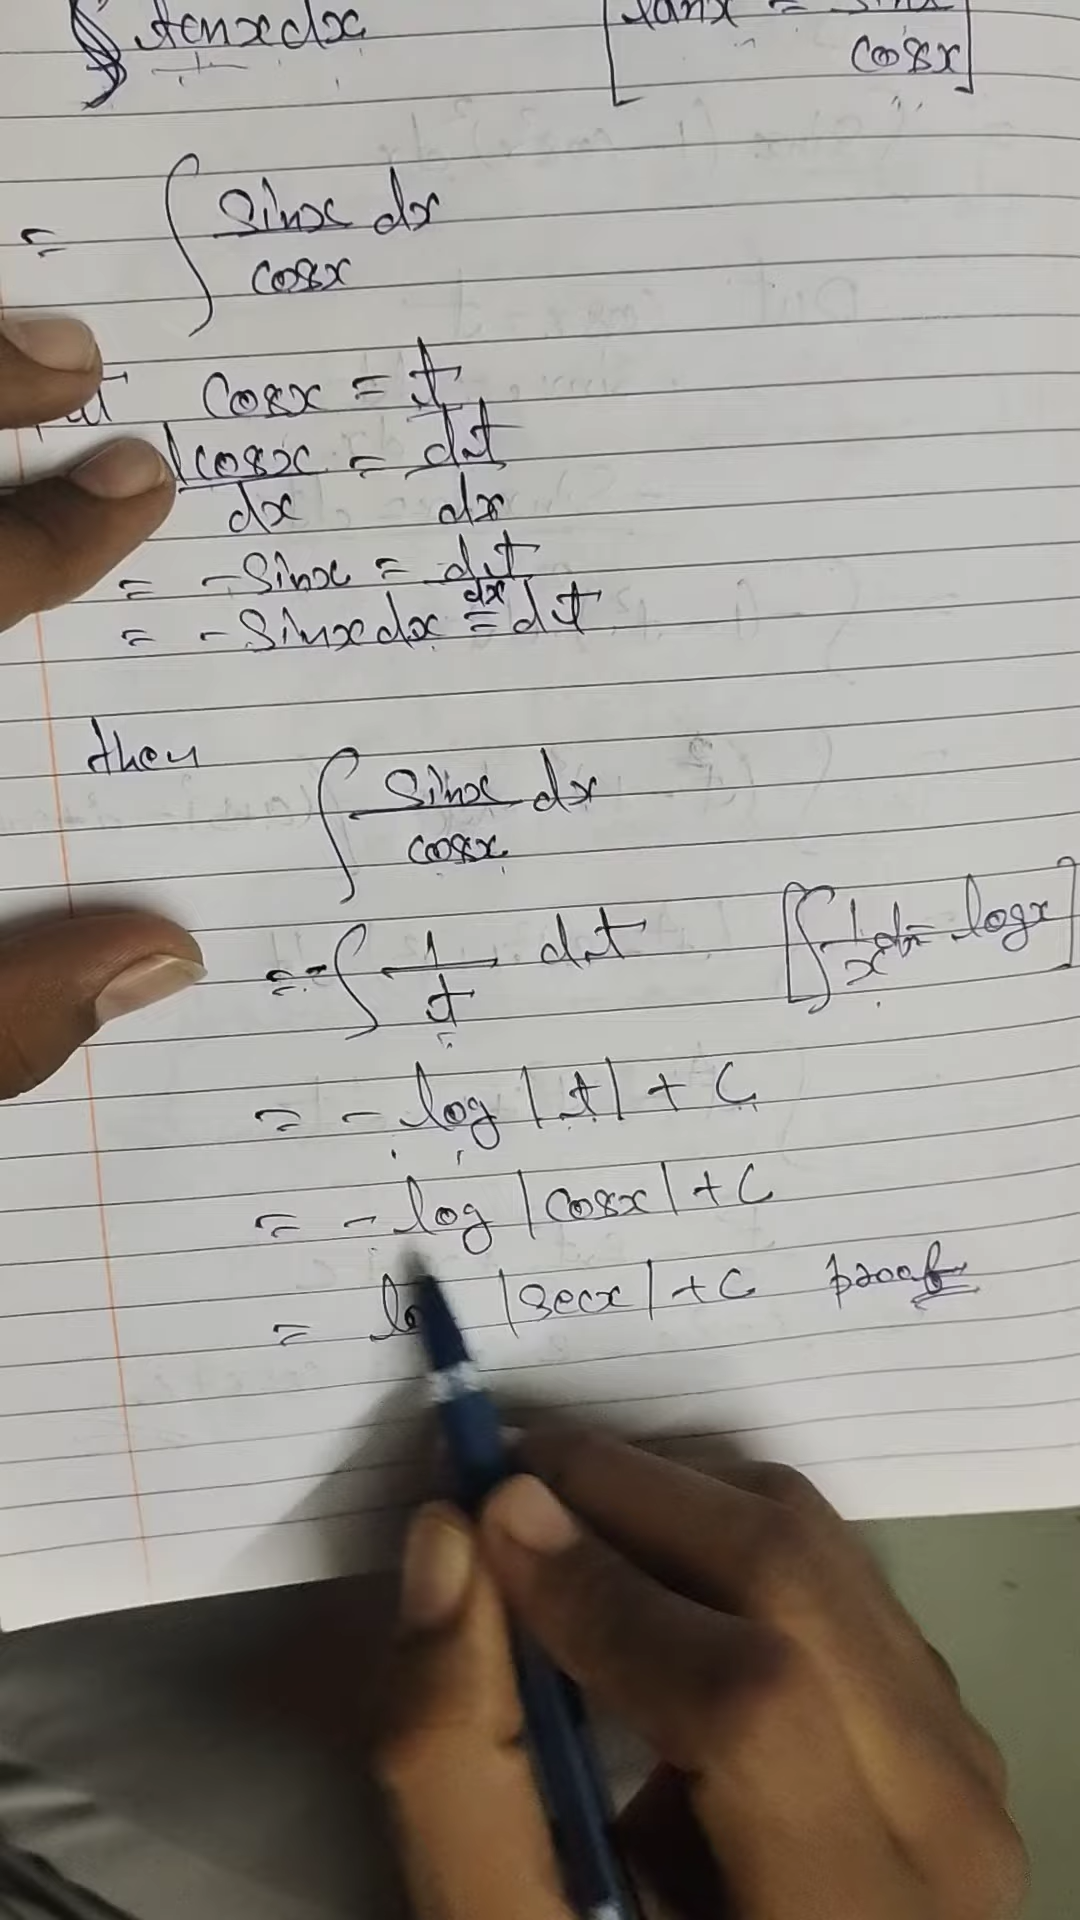 ∫ tanx dx [tanx = sinx/cosx]
= ∫ sinx/cosx dx
cosx = t
dcosx/dx = dt/dx
= -sinx = dt/dx
= -sinx dx = dt
then ∫ sinx/cosx dx
= -∫ 1/t dt [∫ 1/x dx = logx]
= - log |t| + C
= - log |cosx| + C
= log |secx| + C proof